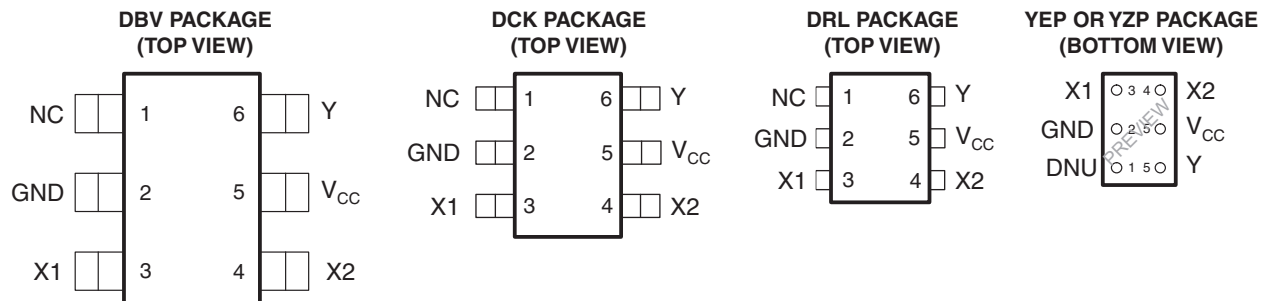 DBV PACKAGE
(TOP VIEW)
NC 1 6 Y
GND 2 5 VCC
X1 3 4 X2
DCK PACKAGE
(TOP VIEW)
NC 1 6 Y
GND 2 5 VCC
X1 3 4 X2
DRL PACKAGE
(TOP VIEW)
NC 1 6 Y
GND 2 5 VCC
X1 3 4 X2
YEP OR YZP PACKAGE
(BOTTOM VIEW)
X1 3 4 X2
GND 2 5 VCC
DNU 1 5 Y
PREVIEW